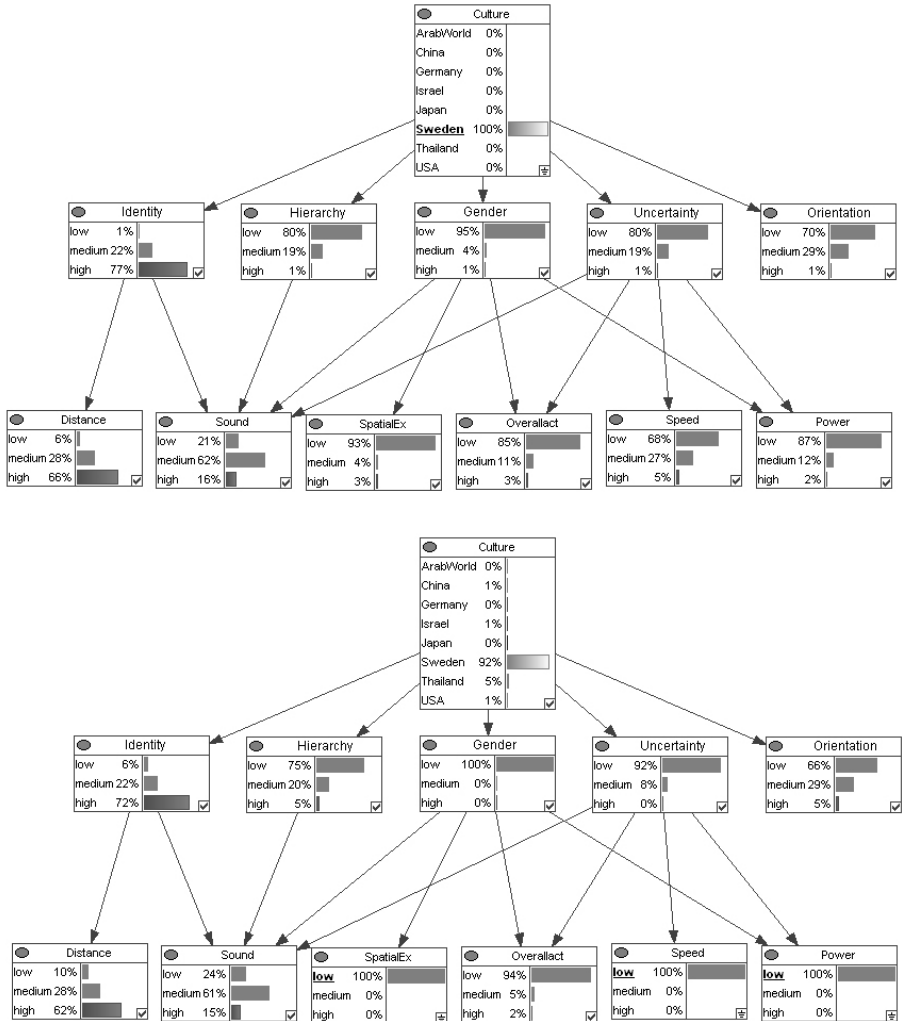 Culture
ArabWorld 0%
China 0%
Germany 0%
Israel 0%
Japan 0%
Sweden 100%
Thailand 0%
USA 0%
Identity
low 1%
medium 22%
high 77%
Hierarchy
low 80%
medium 19%
high 1%
Gender
low 95%
medium 4%
high 1%
Uncertainty
low 80%
medium 19%
high 1%
Orientation
low 70%
medium 29%
high 1%
Distance
low 6%
medium 28%
high 66%
Sound
low 21%
medium 62%
high 16%
SpatialEx
low 93%
medium 4%
high 3%
Overallact
low 85%
medium 11%
high 3%
Speed
low 68%
medium 27%
high 5%
Power
low 87%
medium 12%
high 2%
Culture
ArabWorld 0%
China 1%
Germany 0%
Israel 1%
Japan 0%
Sweden 92%
Thailand 5%
USA 1%
Identity
low 6%
medium 22%
high 72%
Hierarchy
low 75%
medium 20%
high 5%
Gender
low 100%
medium 0%
high 0%
Uncertainty
low 92%
medium 8%
high 0%
Orientation
low 66%
medium 29%
high 5%
Distance
low 10%
medium 28%
high 62%
Sound
low 24%
medium 61%
high 15%
SpatialEx
low 100%
medium 0%
high 0%
Overallact
low 94%
medium 5%
high 2%
Speed
low 100%
medium 0%
high 0%
Power
low 100%
medium 0%
high 0%